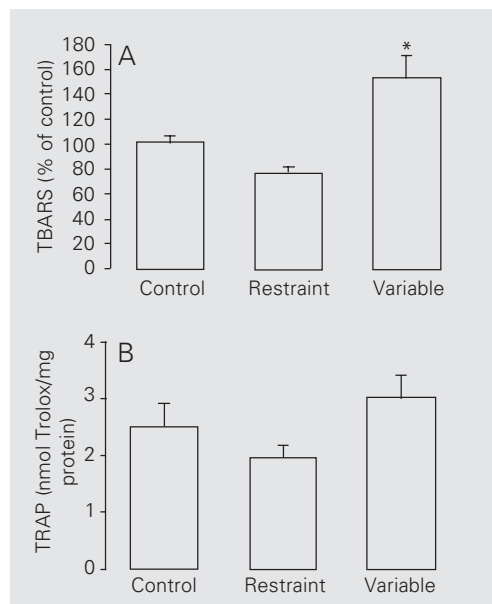 A
TBARS (% of control)
180
160
140
120
100
80
60
40
20
0
*
Control Restraint Variable
B
TRAP (nmol Trolox/mg
protein)
4
3
2
1
0
Control Restraint Variable